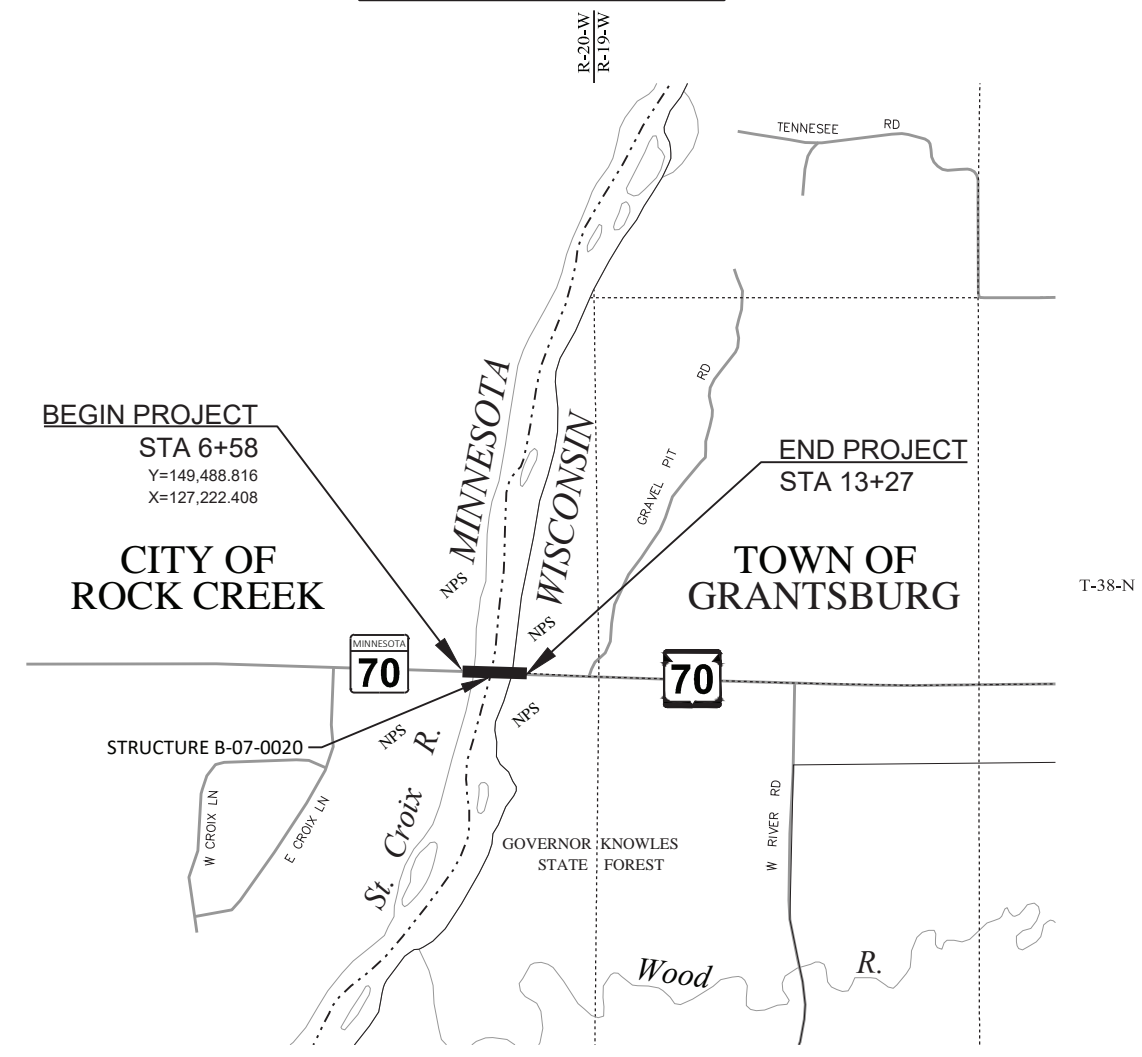 R-20-W
R-19-W
TENNESEE RD
GRAVEL PIT RD
MINNESOTA
WISCONSIN
BEGIN PROJECT
STA 6+58
Y=149,488.816
X=127,222.408
END PROJECT
STA 13+27
CITY OF
ROCK CREEK
TOWN OF
GRANTSBURG
T-38-N
NPS
NPS
MINNESOTA
70
70
NPS
NPS
STRUCTURE B-07-0020
St. Croix R.
W CROIX LN
E CROIX LN
W RIVER RD
GOVERNOR KNOWLES
STATE FOREST
Wood R.